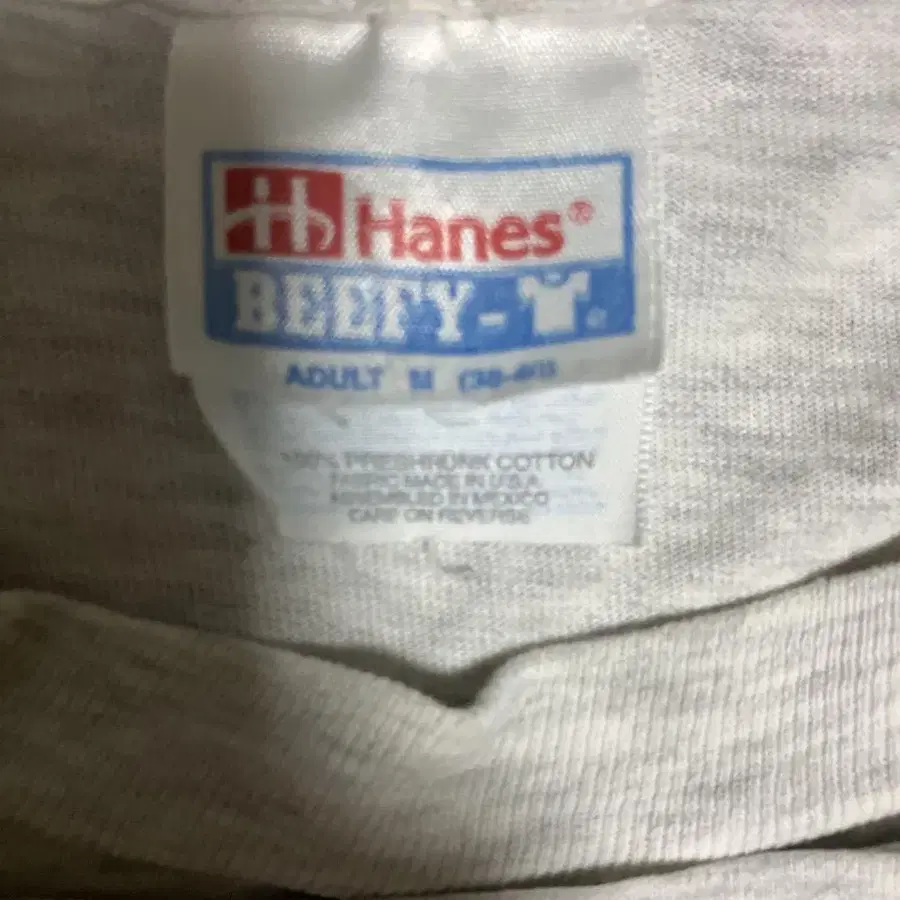 Hanes®
BEEFY-
ADULT M (38-40)
100% PRESHRUNK COTTON
FABRIC MADE IN U.S.A.
ASSEMBLED IN MEXICO
CARE ON REVERSE